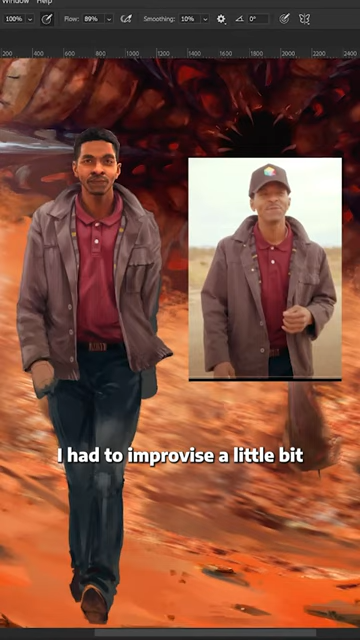 Window Help
100% Flow: 89% Smoothing: 10% 0°
200 400 600 800 1000 1200 1400 1600 1800 2000 2200 2400
I had to improvise a little bit